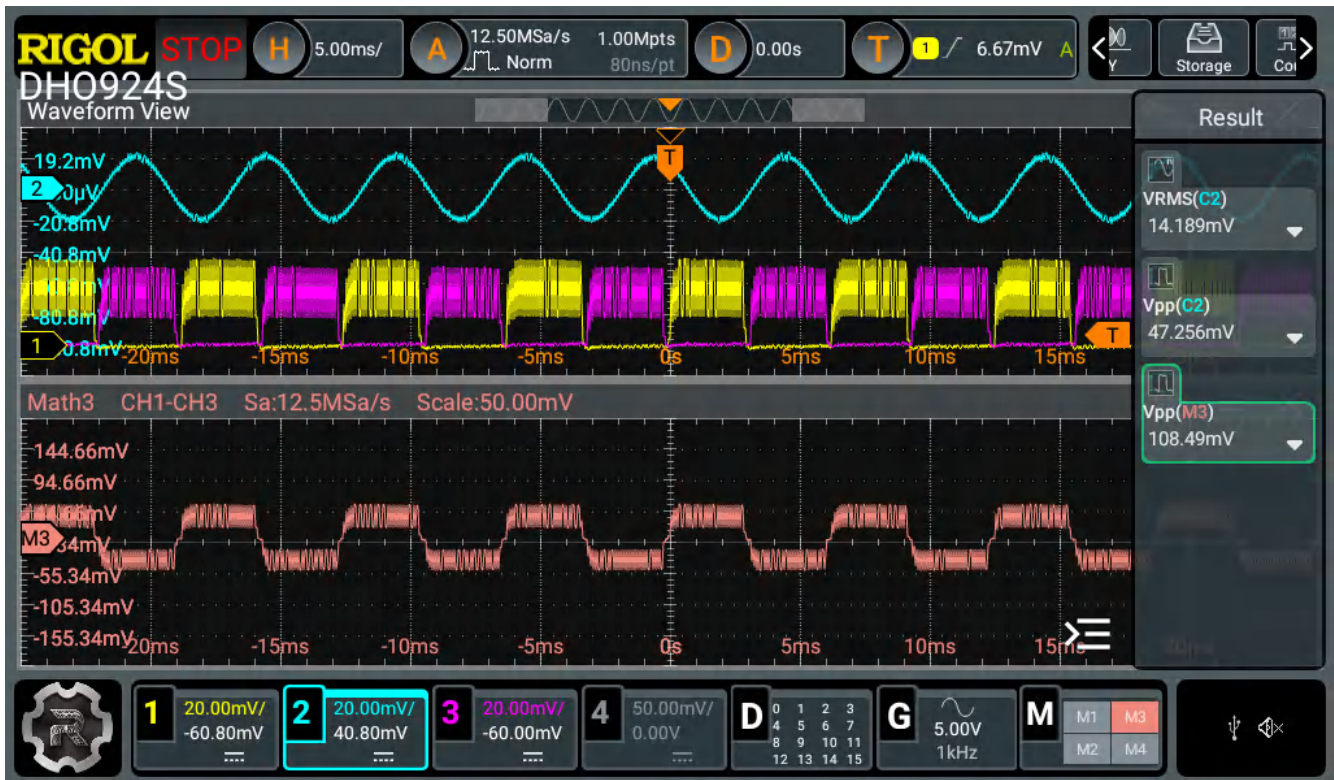 RIGOL STOP H 5.00ms/ A 12.50MSa/s 1.00Mpts D 0.00s T 1 6.67mV A
Norm 80ns/pt Y Storage Cou
DHO924S
Waveform View
Result
19.2mV
2 0µV
-20.8mV
-40.8mV
-80.8mV
1 0.8mV
T
T
-20ms -15ms -10ms -5ms 0s 5ms 10ms 15ms
VRMS(C2)
14.189mV
Vpp(C2)
47.256mV
Vpp(M3)
108.49mV
Math3 CH1-CH3 Sa:12.5MSa/s Scale:50.00mV
144.66mV
94.66mV
M3
-55.34mV
-105.34mV
-155.34mV
-20ms -15ms -10ms -5ms 0s 5ms 10ms 15ms
R
1 20.00mV/ 2 20.00mV/ 3 20.00mV/ 4 50.00mV/ D 0 1 2 3 G 5.00V M M1 M3
-60.80mV 40.80mV -60.00mV 0.00V 4 5 6 7 1kHz M2 M4
8 9 10 11
12 13 14 15